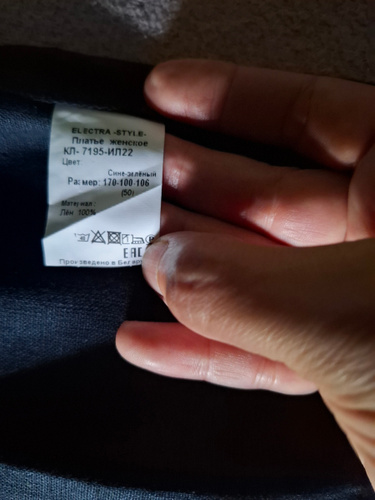 ELECTRA -STYLE-
Платье женское
КЛ- 7195-ИЛ22
Цвет
Сине-зелёный
Размер: 170-100-106
(50)
Материал:
Лён 100%
EAC
Произведено в